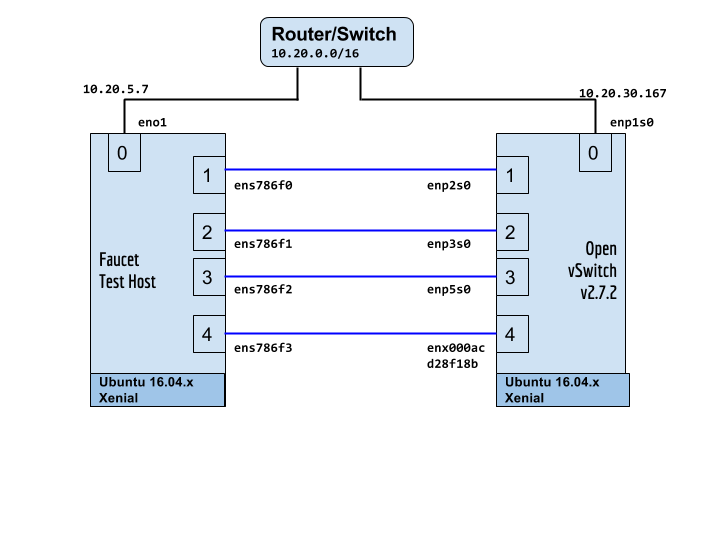 Router/Switch
10.20.0.0/16
10.20.5.7
10.20.30.167
eno1
enp1s0
0
0
1
ens786f0
enp2s0
1
2
ens786f1
enp3s0
2
Faucet
Test Host
3
ens786f2
enp5s0
3
Open
vSwitch
v2.7.2
4
ens786f3
enx000ac
d28f18b
4
Ubuntu 16.04.x
Xenial
Ubuntu 16.04.x
Xenial